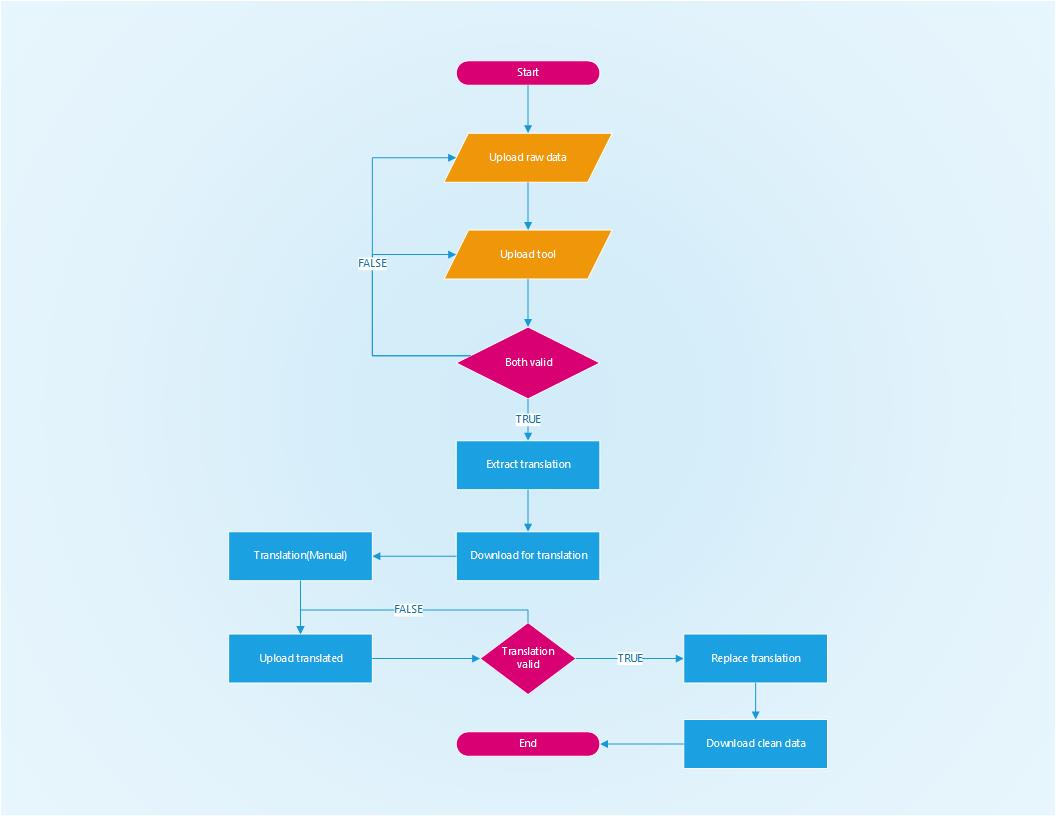 Start
Upload raw data
Upload tool
FALSE
Both valid
TRUE
Extract translation
Translation(Manual)
Download for translation
FALSE
Upload translated
Translation
valid
TRUE
Replace translation
End
Download clean data